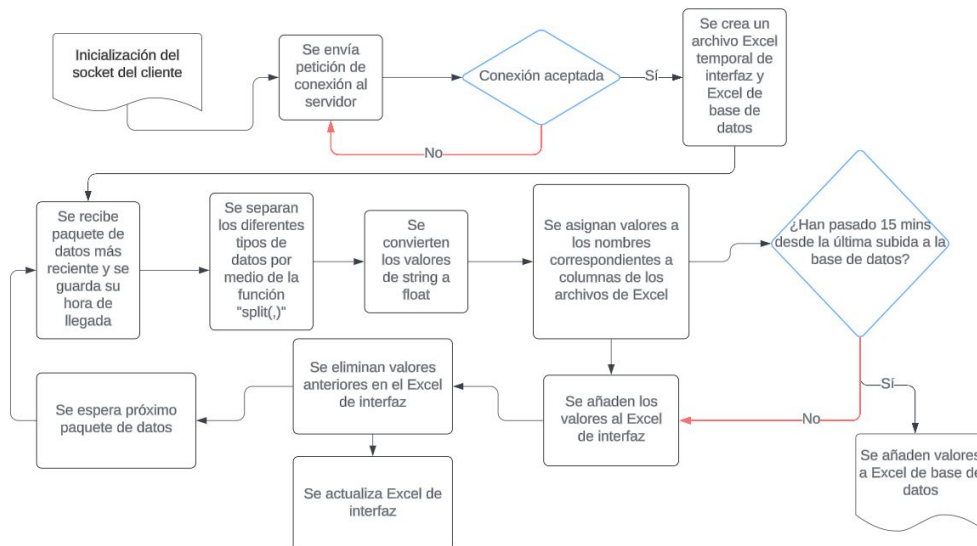 Inicialización del
socket del cliente
Se envía
petición de
conexión al
servidor
Conexión aceptada
Sí
No
Se crea un
archivo Excel
temporal de
interfaz y
Excel de
base de
datos
Se recibe
paquete de
datos más
reciente y se
guarda su
hora de
llegada
Se separan
los diferentes
tipos de
datos por
medio de la
función
"split(,)"
Se
convierten
los valores
de string a
float
Se asignan valores a
los nombres
correspondientes a
columnas de los
archivos de Excel
¿Han pasado 15 mins
desde la última subida a la
base de datos?
Sí
No
Se añaden valores
a Excel de base de
datos
Se añaden los
valores al Excel
de interfaz
Se eliminan valores
anteriores en el Excel
de interfaz
Se actualiza Excel de
interfaz
Se espera próximo
paquete de datos